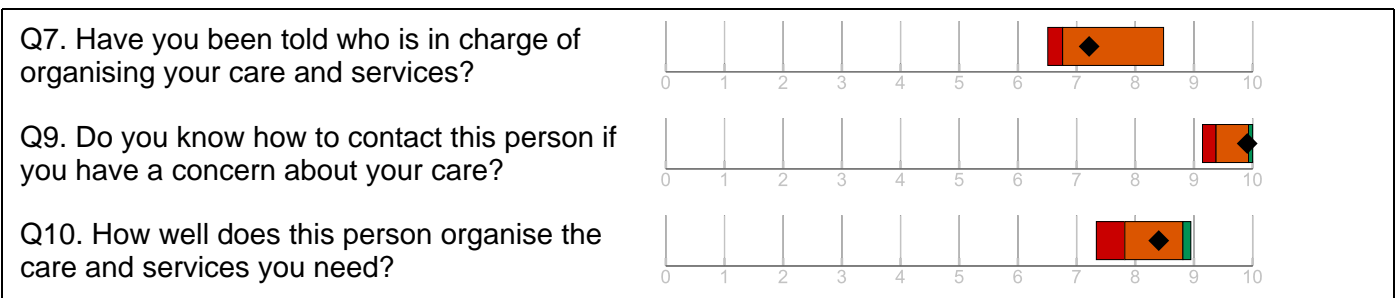 Q7. Have you been told who is in charge of
organising your care and services?
0 1 2 3 4 5 6 7 8 9 10
Q9. Do you know how to contact this person if
you have a concern about your care?
0 1 2 3 4 5 6 7 8 9 10
Q10. How well does this person organise the
care and services you need?
0 1 2 3 4 5 6 7 8 9 10